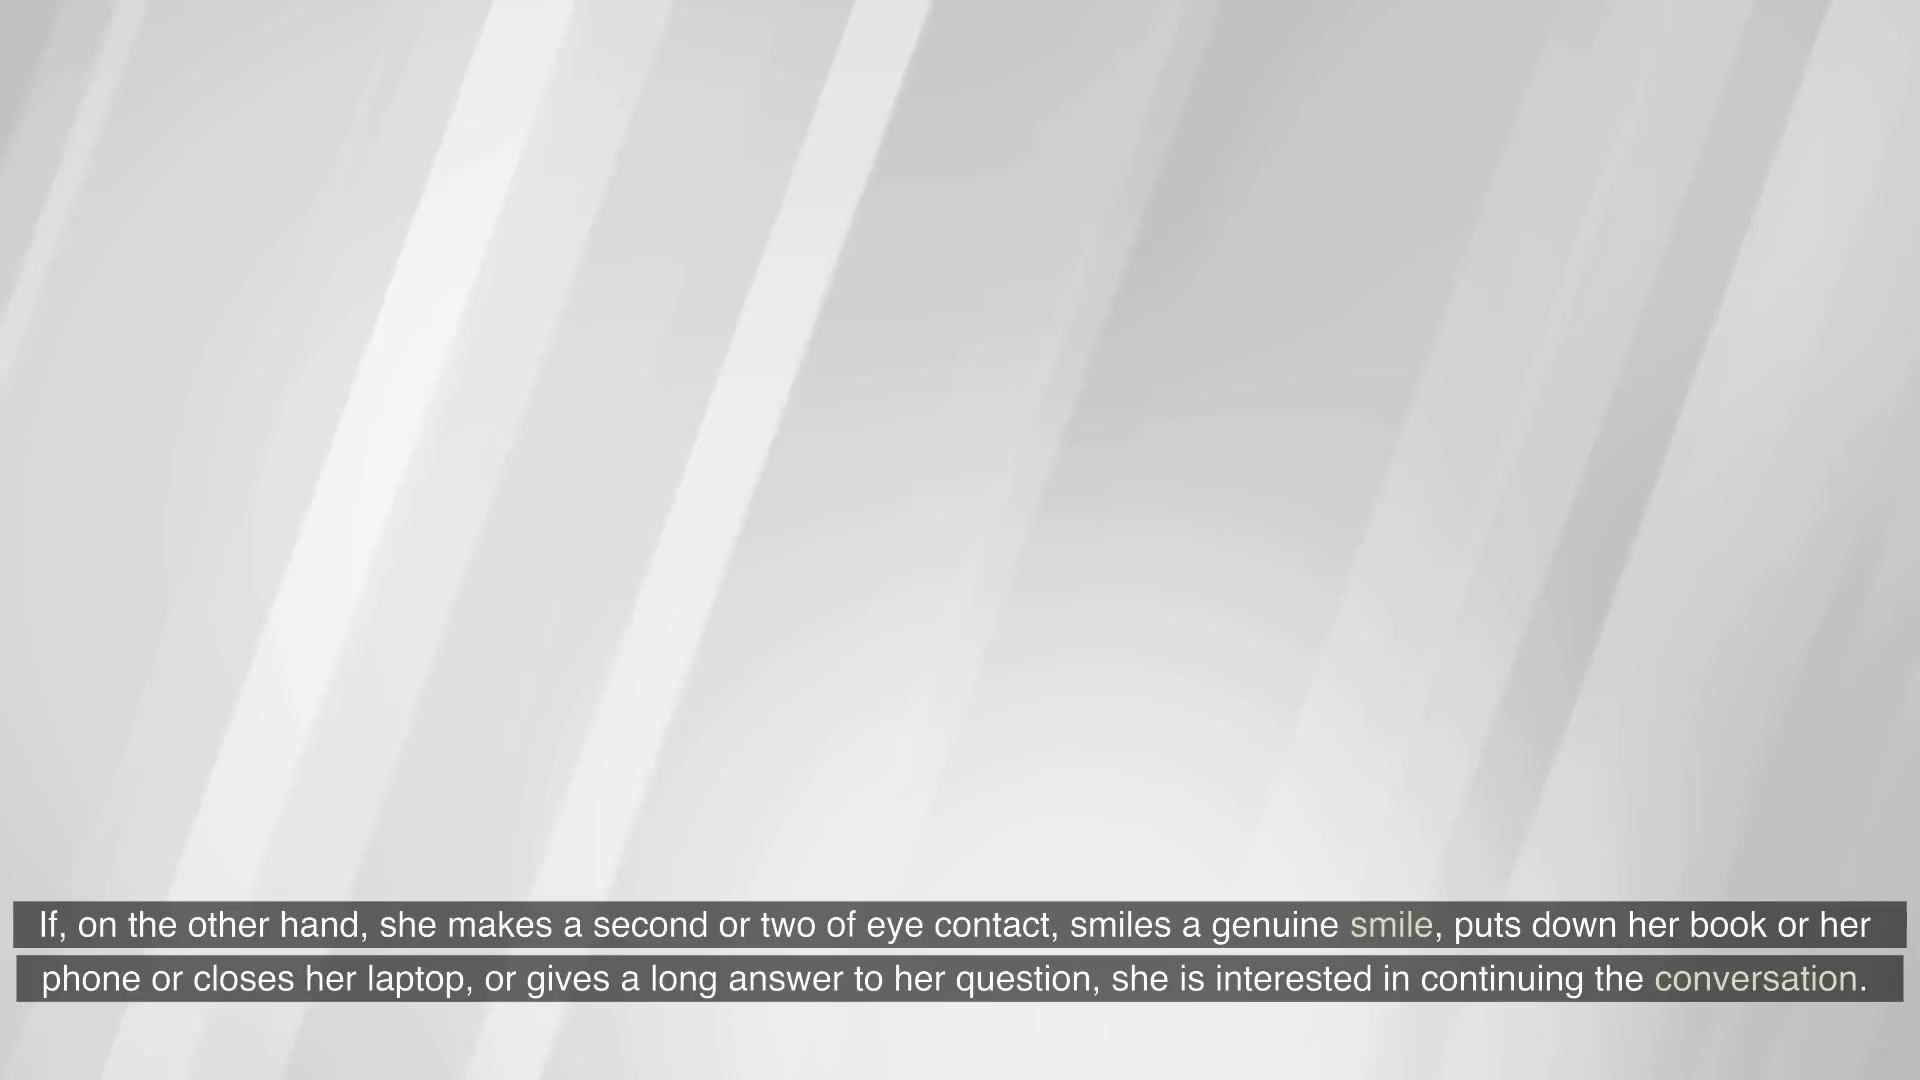 If, on the other hand, she makes a second or two of eye contact, smiles a genuine smile, puts down her book or her
phone or closes her laptop, or gives a long answer to her question, she is interested in continuing the conversation.